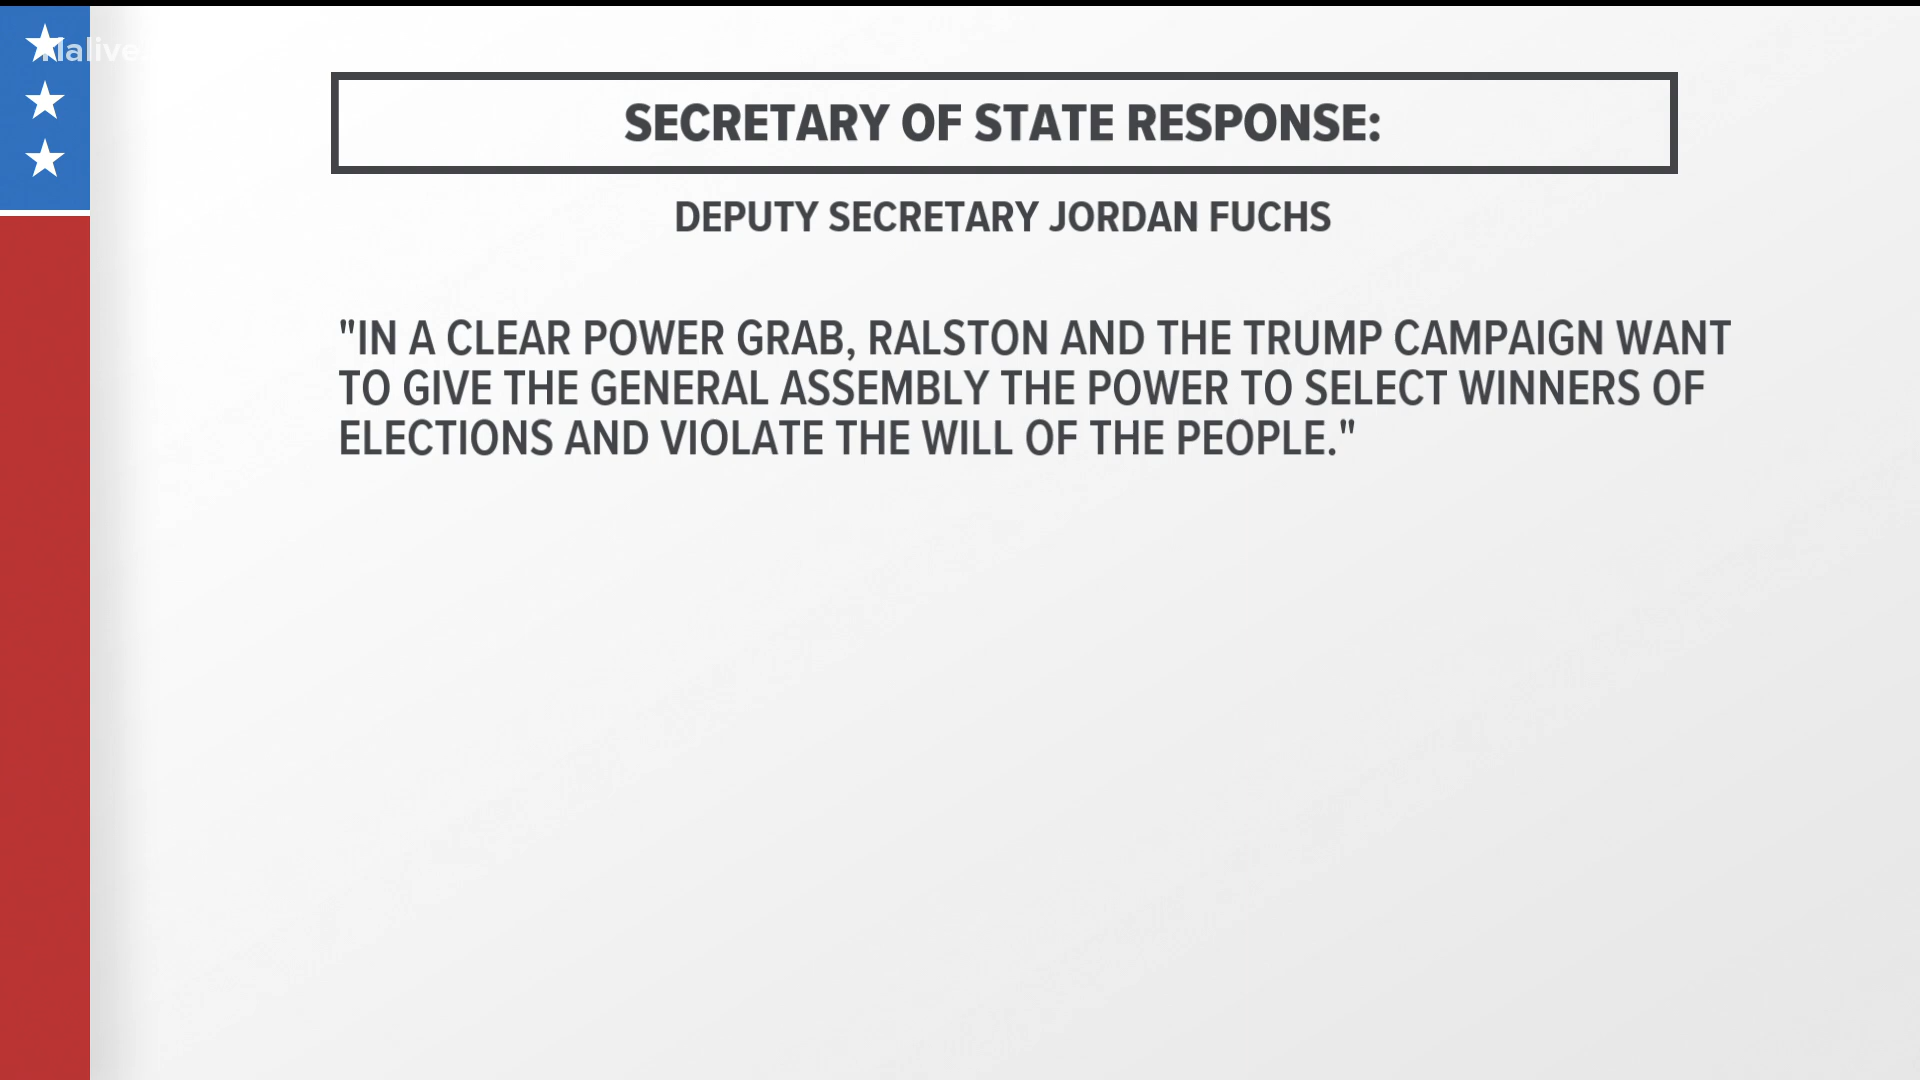 11alive
SECRETARY OF STATE RESPONSE:
DEPUTY SECRETARY JORDAN FUCHS
"IN A CLEAR POWER GRAB, RALSTON AND THE TRUMP CAMPAIGN WANT
TO GIVE THE GENERAL ASSEMBLY THE POWER TO SELECT WINNERS OF
ELECTIONS AND VIOLATE THE WILL OF THE PEOPLE."